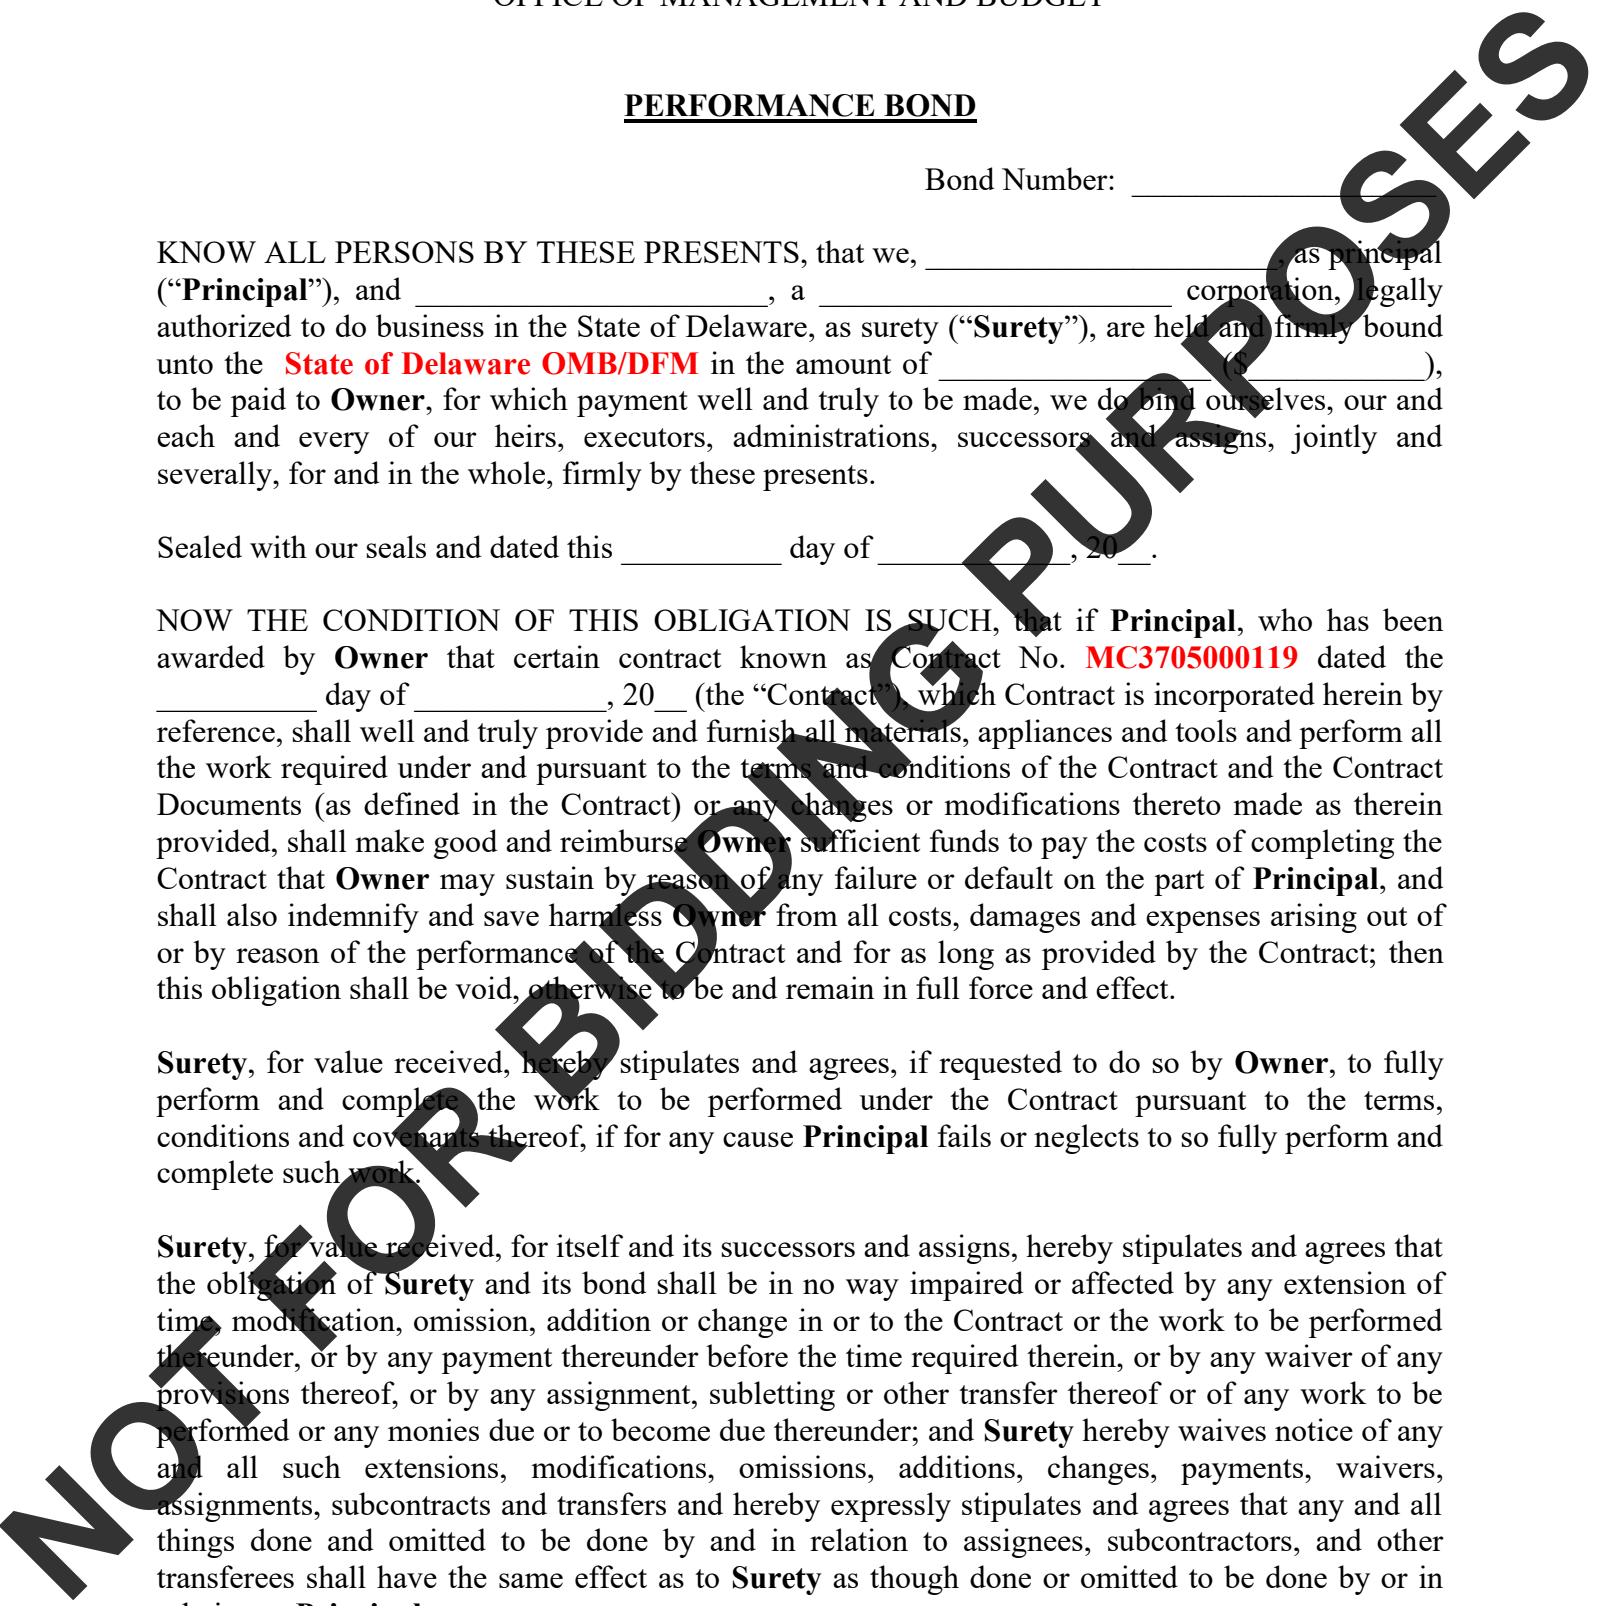 OFFICE OF MANAGEMENT AND BUDGET
PERFORMANCE BOND
Bond Number: ___________________
KNOW ALL PERSONS BY THESE PRESENTS, that we, ______________________, as principal
(“Principal”), and ______________________, a ______________________ corporation, legally
authorized to do business in the State of Delaware, as surety (“Surety”), are held and firmly bound
unto the State of Delaware OMB/DFM in the amount of _________________ ($___________),
to be paid to Owner, for which payment well and truly to be made, we do bind ourselves, our and
each and every of our heirs, executors, administrations, successors and assigns, jointly and
severally, for and in the whole, firmly by these presents.
Sealed with our seals and dated this __________ day of ____________, 20__.
NOW THE CONDITION OF THIS OBLIGATION IS SUCH, that if Principal, who has been
awarded by Owner that certain contract known as Contract No. MC3705000119 dated the
__________ day of ____________, 20__ (the “Contract”), which Contract is incorporated herein by
reference, shall well and truly provide and furnish all materials, appliances and tools and perform all
the work required under and pursuant to the terms and conditions of the Contract and the Contract
Documents (as defined in the Contract) or any changes or modifications thereto made as therein
provided, shall make good and reimburse Owner sufficient funds to pay the costs of completing the
Contract that Owner may sustain by reason of any failure or default on the part of Principal, and
shall also indemnify and save harmless Owner from all costs, damages and expenses arising out of
or by reason of the performance of the Contract and for as long as provided by the Contract; then
this obligation shall be void, otherwise to be and remain in full force and effect.
Surety, for value received, hereby stipulates and agrees, if requested to do so by Owner, to fully
perform and complete the work to be performed under the Contract pursuant to the terms,
conditions and covenants thereof, if for any cause Principal fails or neglects to so fully perform and
complete such work.
Surety, for value received, for itself and its successors and assigns, hereby stipulates and agrees that
the obligation of Surety and its bond shall be in no way impaired or affected by any extension of
time, modification, omission, addition or change in or to the Contract or the work to be performed
thereunder, or by any payment thereunder before the time required therein, or by any waiver of any
provisions thereof, or by any assignment, subletting or other transfer thereof or of any work to be
performed or any monies due or to become due thereunder; and Surety hereby waives notice of any
and all such extensions, modifications, omissions, additions, changes, payments, waivers,
assignments, subcontracts and transfers and hereby expressly stipulates and agrees that any and all
things done and omitted to be done by and in relation to assignees, subcontractors, and other
transferees shall have the same effect as to Surety as though done or omitted to be done by or in
NOT FOR BIDDING PURPOSES